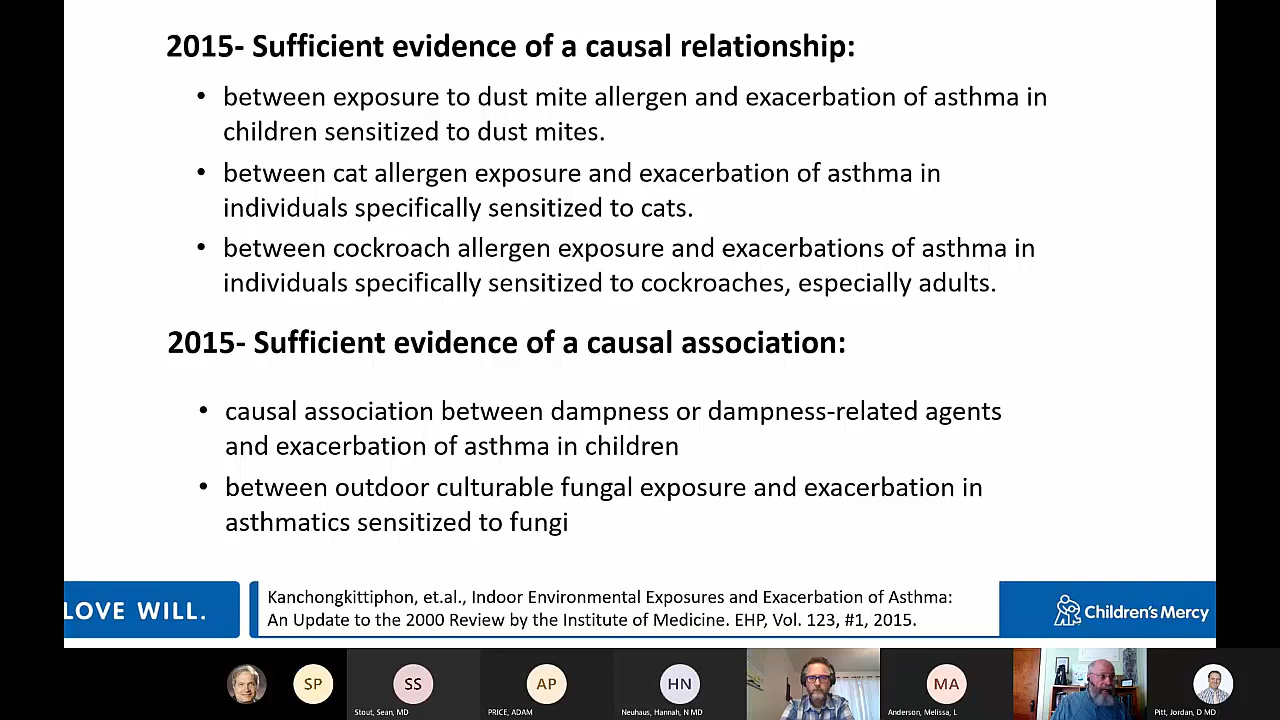 2015- Sufficient evidence of a causal relationship:
• between exposure to dust mite allergen and exacerbation of asthma in
children sensitized to dust mites.
• between cat allergen exposure and exacerbation of asthma in
individuals specifically sensitized to cats.
• between cockroach allergen exposure and exacerbations of asthma in
individuals specifically sensitized to cockroaches, especially adults.
2015- Sufficient evidence of a causal association:
• causal association between dampness or dampness-related agents
and exacerbation of asthma in children
• between outdoor culturable fungal exposure and exacerbation in
asthmatics sensitized to fungi
LOVE WILL.
Kanchongkittiphon, et.al., Indoor Environmental Exposures and Exacerbation of Asthma:
An Update to the 2000 Review by the Institute of Medicine. EHP, Vol. 123, #1, 2015.
Children's Mercy
SP
SS
Stout, Sean, MD
AP
PRICE, ADAM
HN
Neuhaus, Hannah, N MD
MA
Anderson, Melissa, L
Pitt, Jordan, D MD